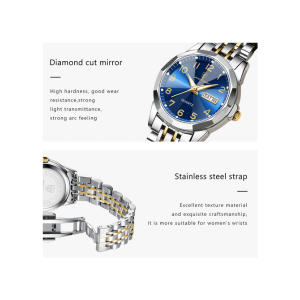 Diamond cut mirror
High hardness, good wear
resistance,strong
light transmittance,
strong arc feeling
QUARTZ
Stainless steel strap
Excellent texture material
and exquisite craftsmanship,
it is more suitable for women's wrists